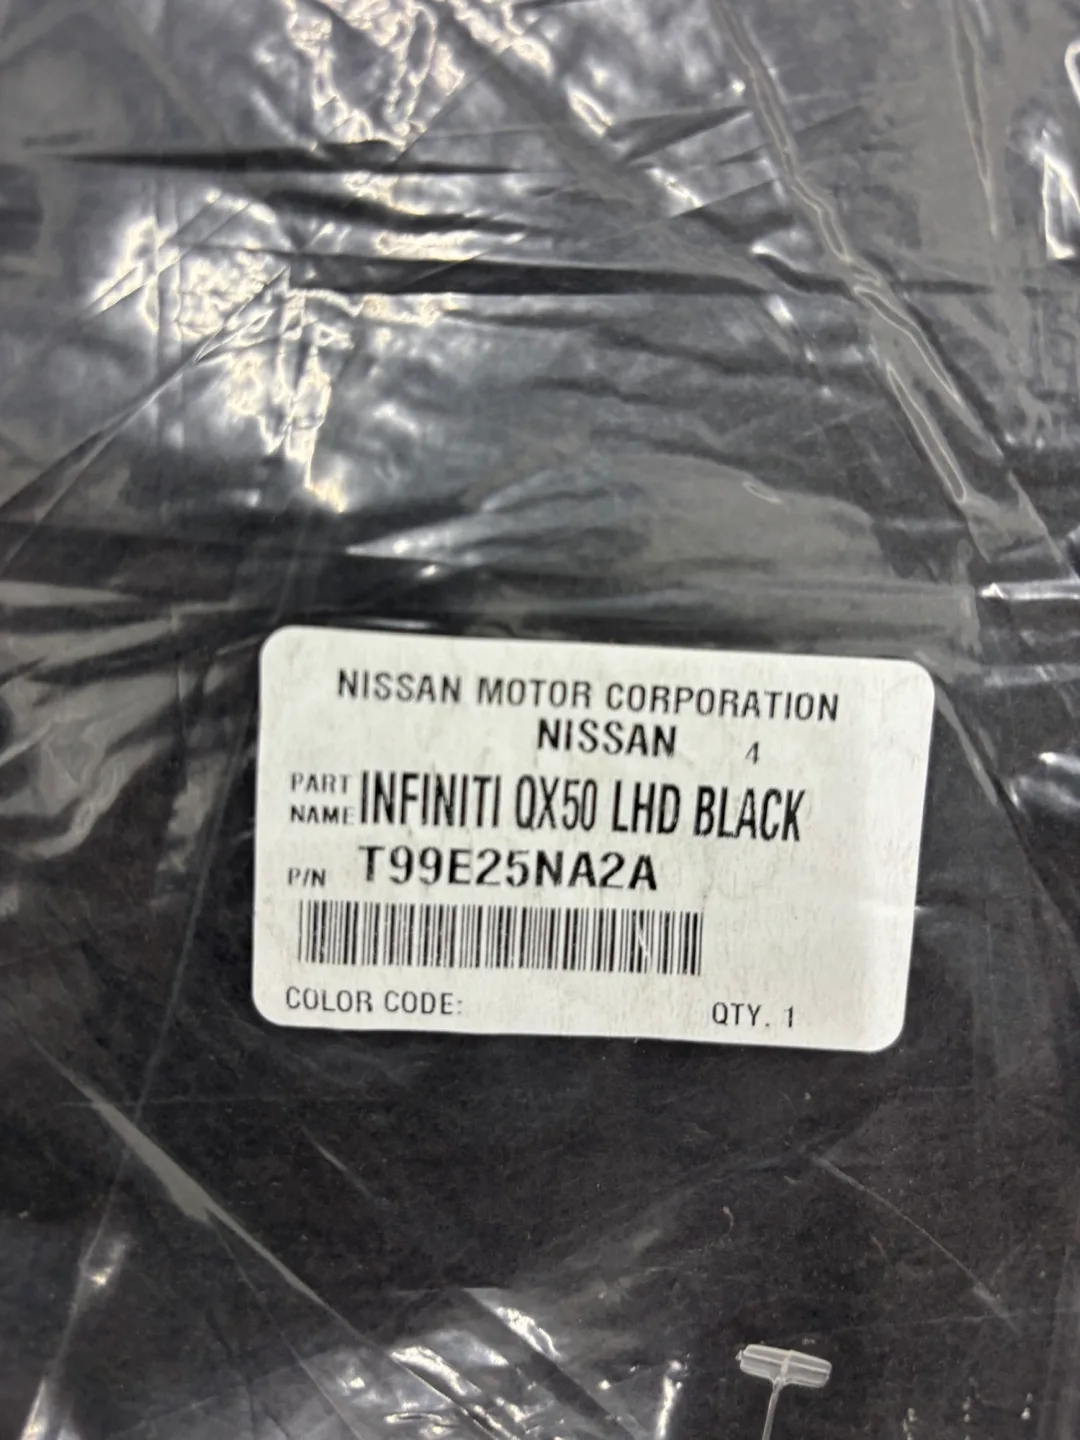 NISSAN MOTOR CORPORATION
NISSAN 4
PART NAME INFINITI QX50 LHD BLACK
P/N T99E25NA2A
COLOR CODE: QTY. 1